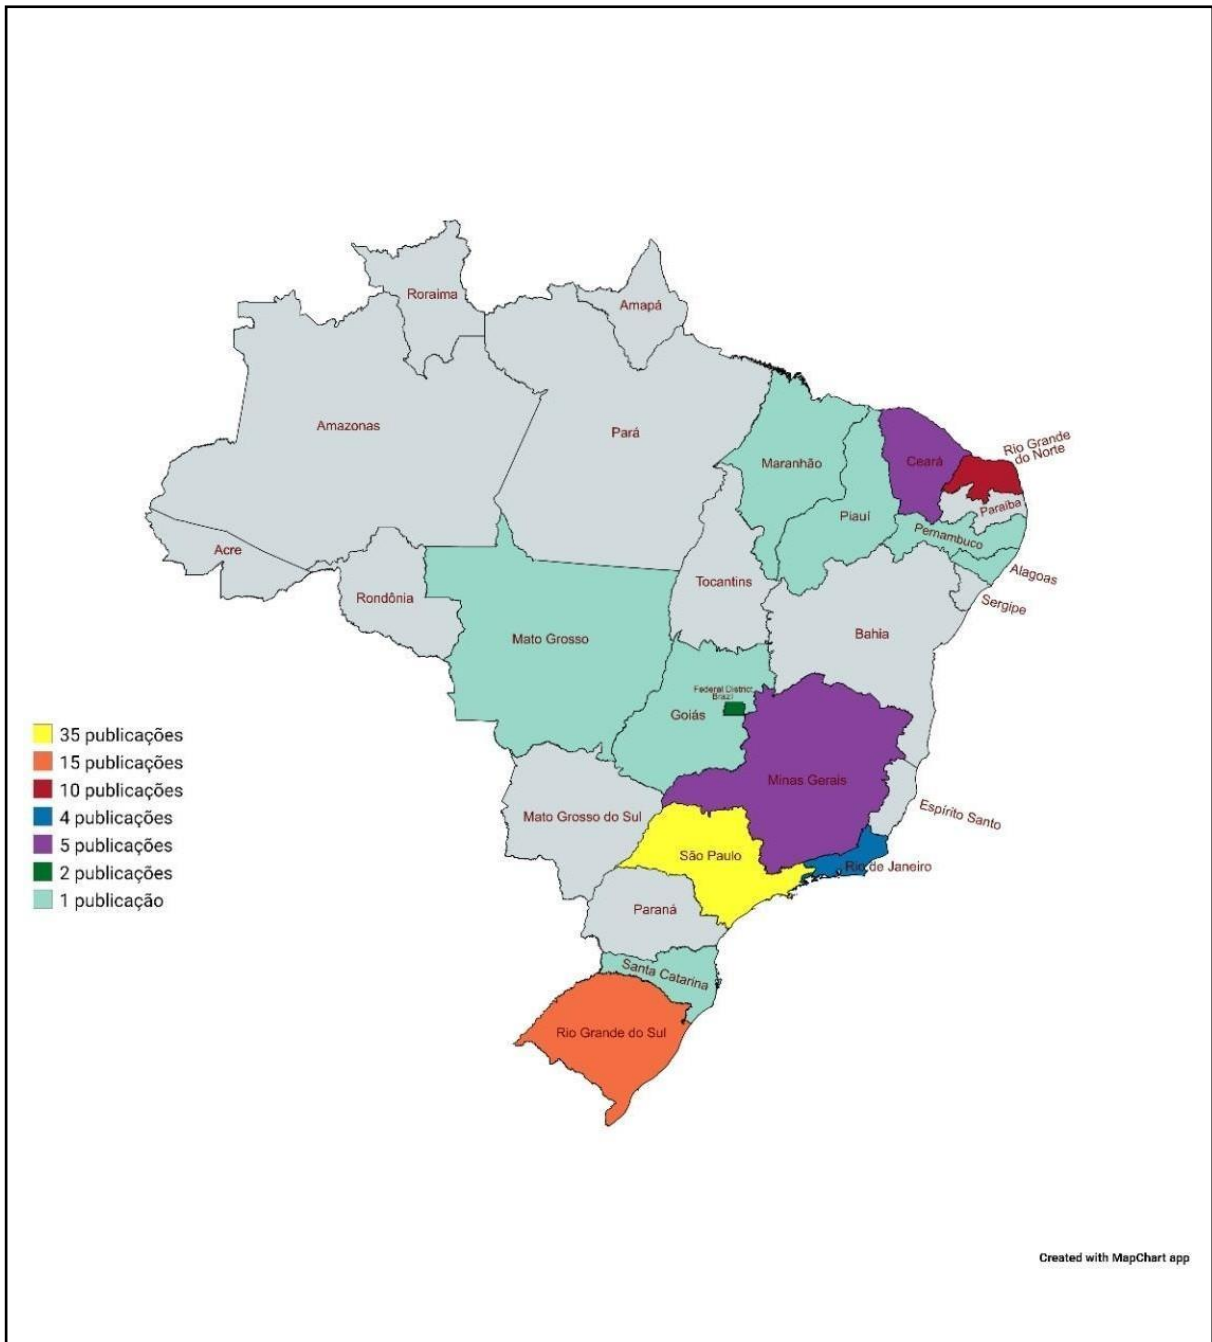 Roraima
Amapá
Amazonas
Pará
Maranhão
Ceará
Rio Grande
do Norte
Paraíba
Piauí
Pernambuco
Alagoas
Sergipe
Acre
Rondônia
Tocantins
Bahia
Mato Grosso
Federal District
Brazil
Goiás
Minas Gerais
Espírito Santo
Mato Grosso do Sul
São Paulo
Rio de Janeiro
Paraná
Santa Catarina
Rio Grande do Sul
35 publicações
15 publicações
10 publicações
4 publicações
5 publicações
2 publicações
1 publicação
Created with MapChart app